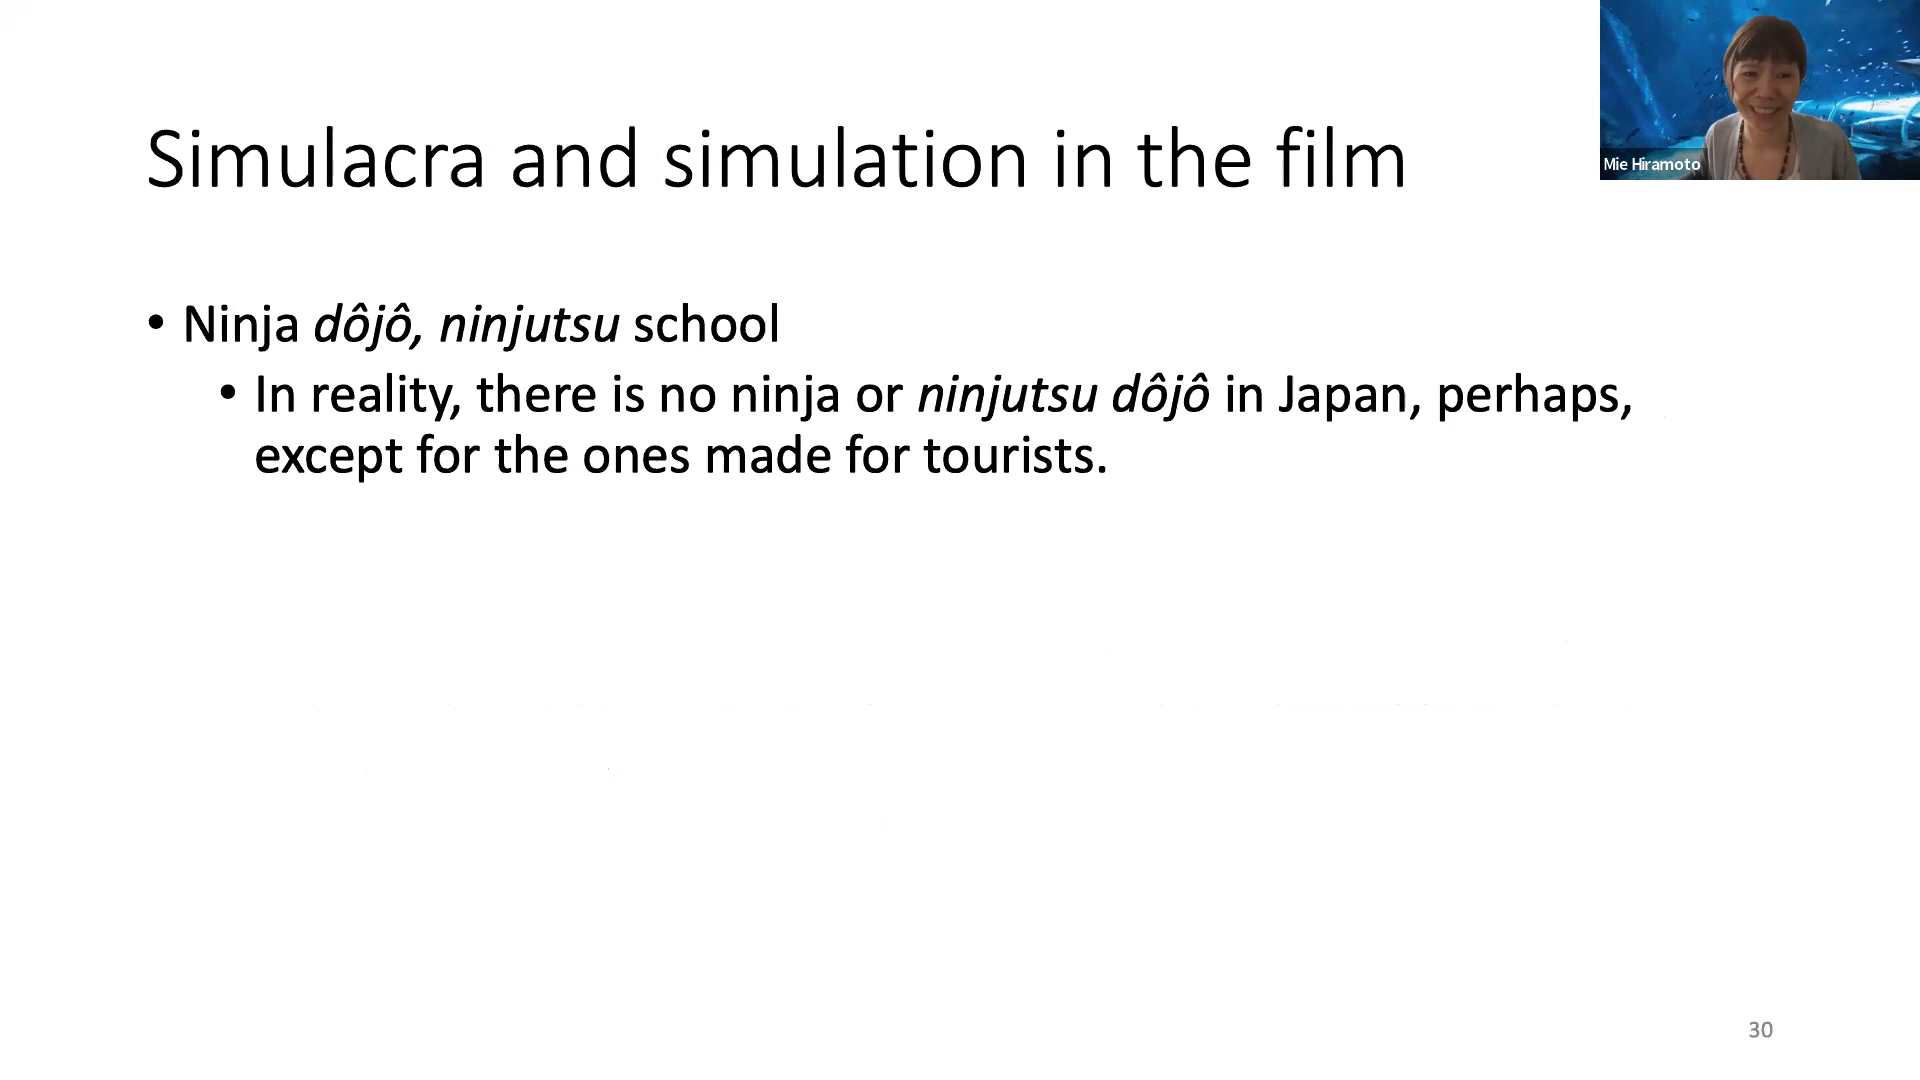 Simulacra and simulation in the film
Mie Hiramoto
• Ninja dôjô, ninjutsu school
• In reality, there is no ninja or ninjutsu dôjô in Japan, perhaps,
except for the ones made for tourists.
30